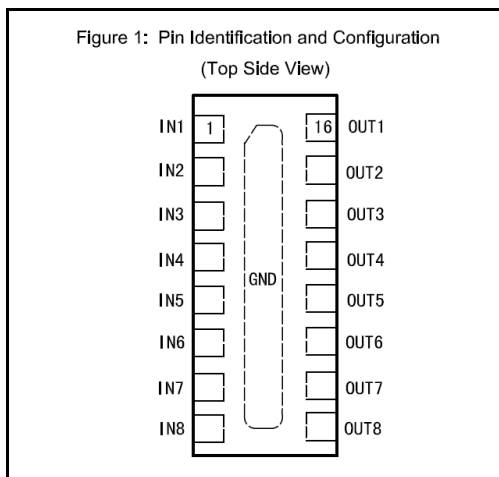 Figure 1: Pin Identification and Configuration
(Top Side View)
IN1 1 16 OUT1
IN2 OUT2
IN3 OUT3
IN4 OUT4
GND
IN5 OUT5
IN6 OUT6
IN7 OUT7
IN8 OUT8